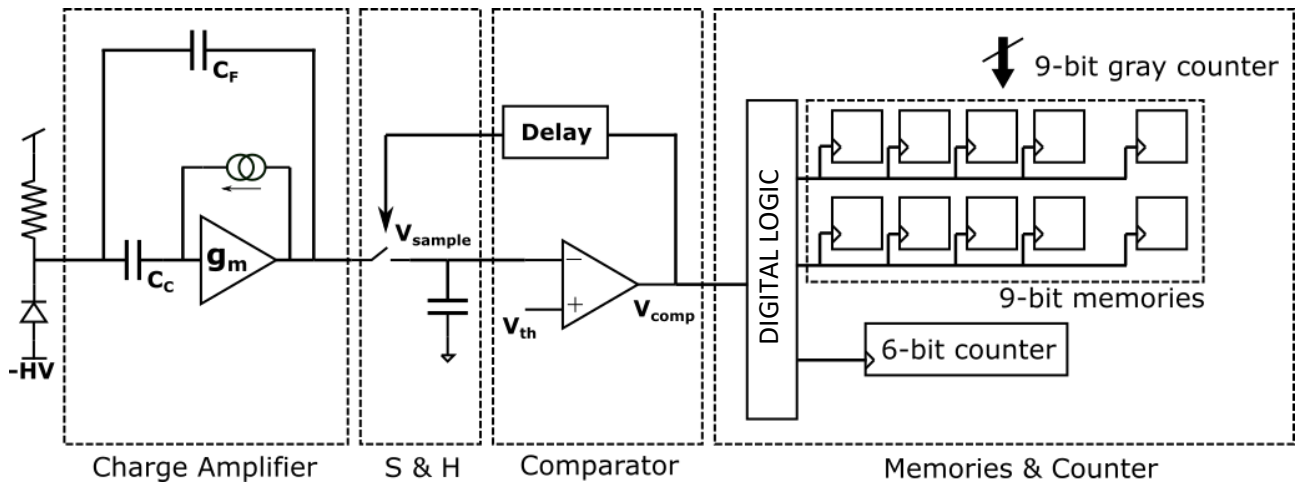 C_F
g_m
C_C
-HV
Charge Amplifier
V_sample
S & H
Delay
−
+
V_th
V_comp
Comparator
DIGITAL LOGIC
9-bit gray counter
9-bit memories
6-bit counter
Memories & Counter